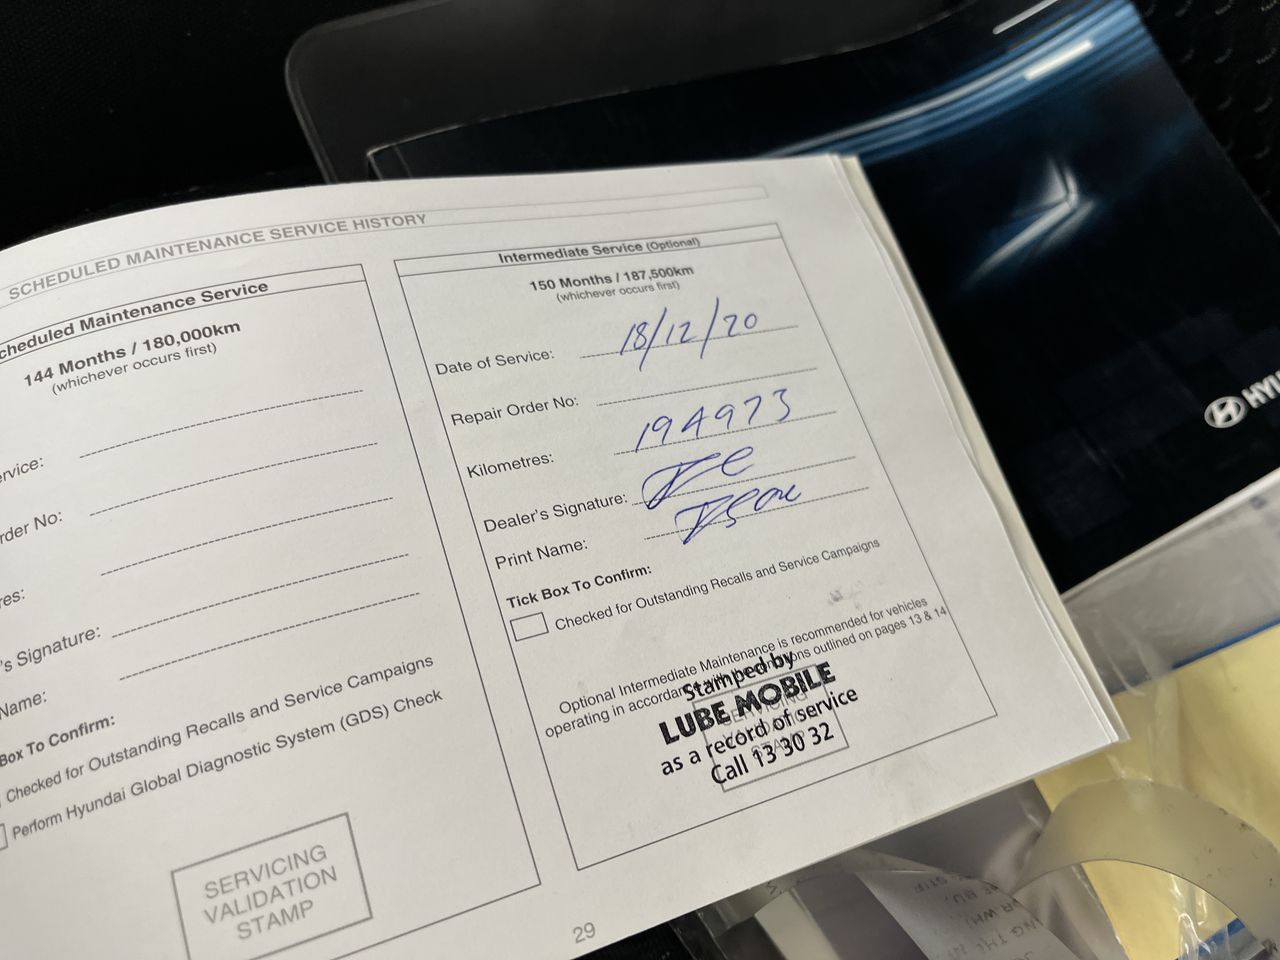 SCHEDULED MAINTENANCE SERVICE HISTORY
cheduled Maintenance Service
144 Months / 180,000km
(whichever occurs first)
ervice:
rder No:
res:
's Signature:
Name:
Box To Confirm:
Checked for Outstanding Recalls and Service Campaigns
Perform Hyundai Global Diagnostic System (GDS) Check
SERVICING
VALIDATION
STAMP
Intermediate Service (Optional)
150 Months / 187,500km
(whichever occurs first)
Date of Service: 18/12/20
Repair Order No:
Kilometres: 194973
Dealer's Signature:
Print Name:
Tick Box To Confirm:
Checked for Outstanding Recalls and Service Campaigns
Optional Intermediate Maintenance is recommended for vehicles
operating in accordan ons outlined on pages 13 & 14
Stamped by
LUBE MOBILE
as a record of service
Call 13 30 32
29
HYU